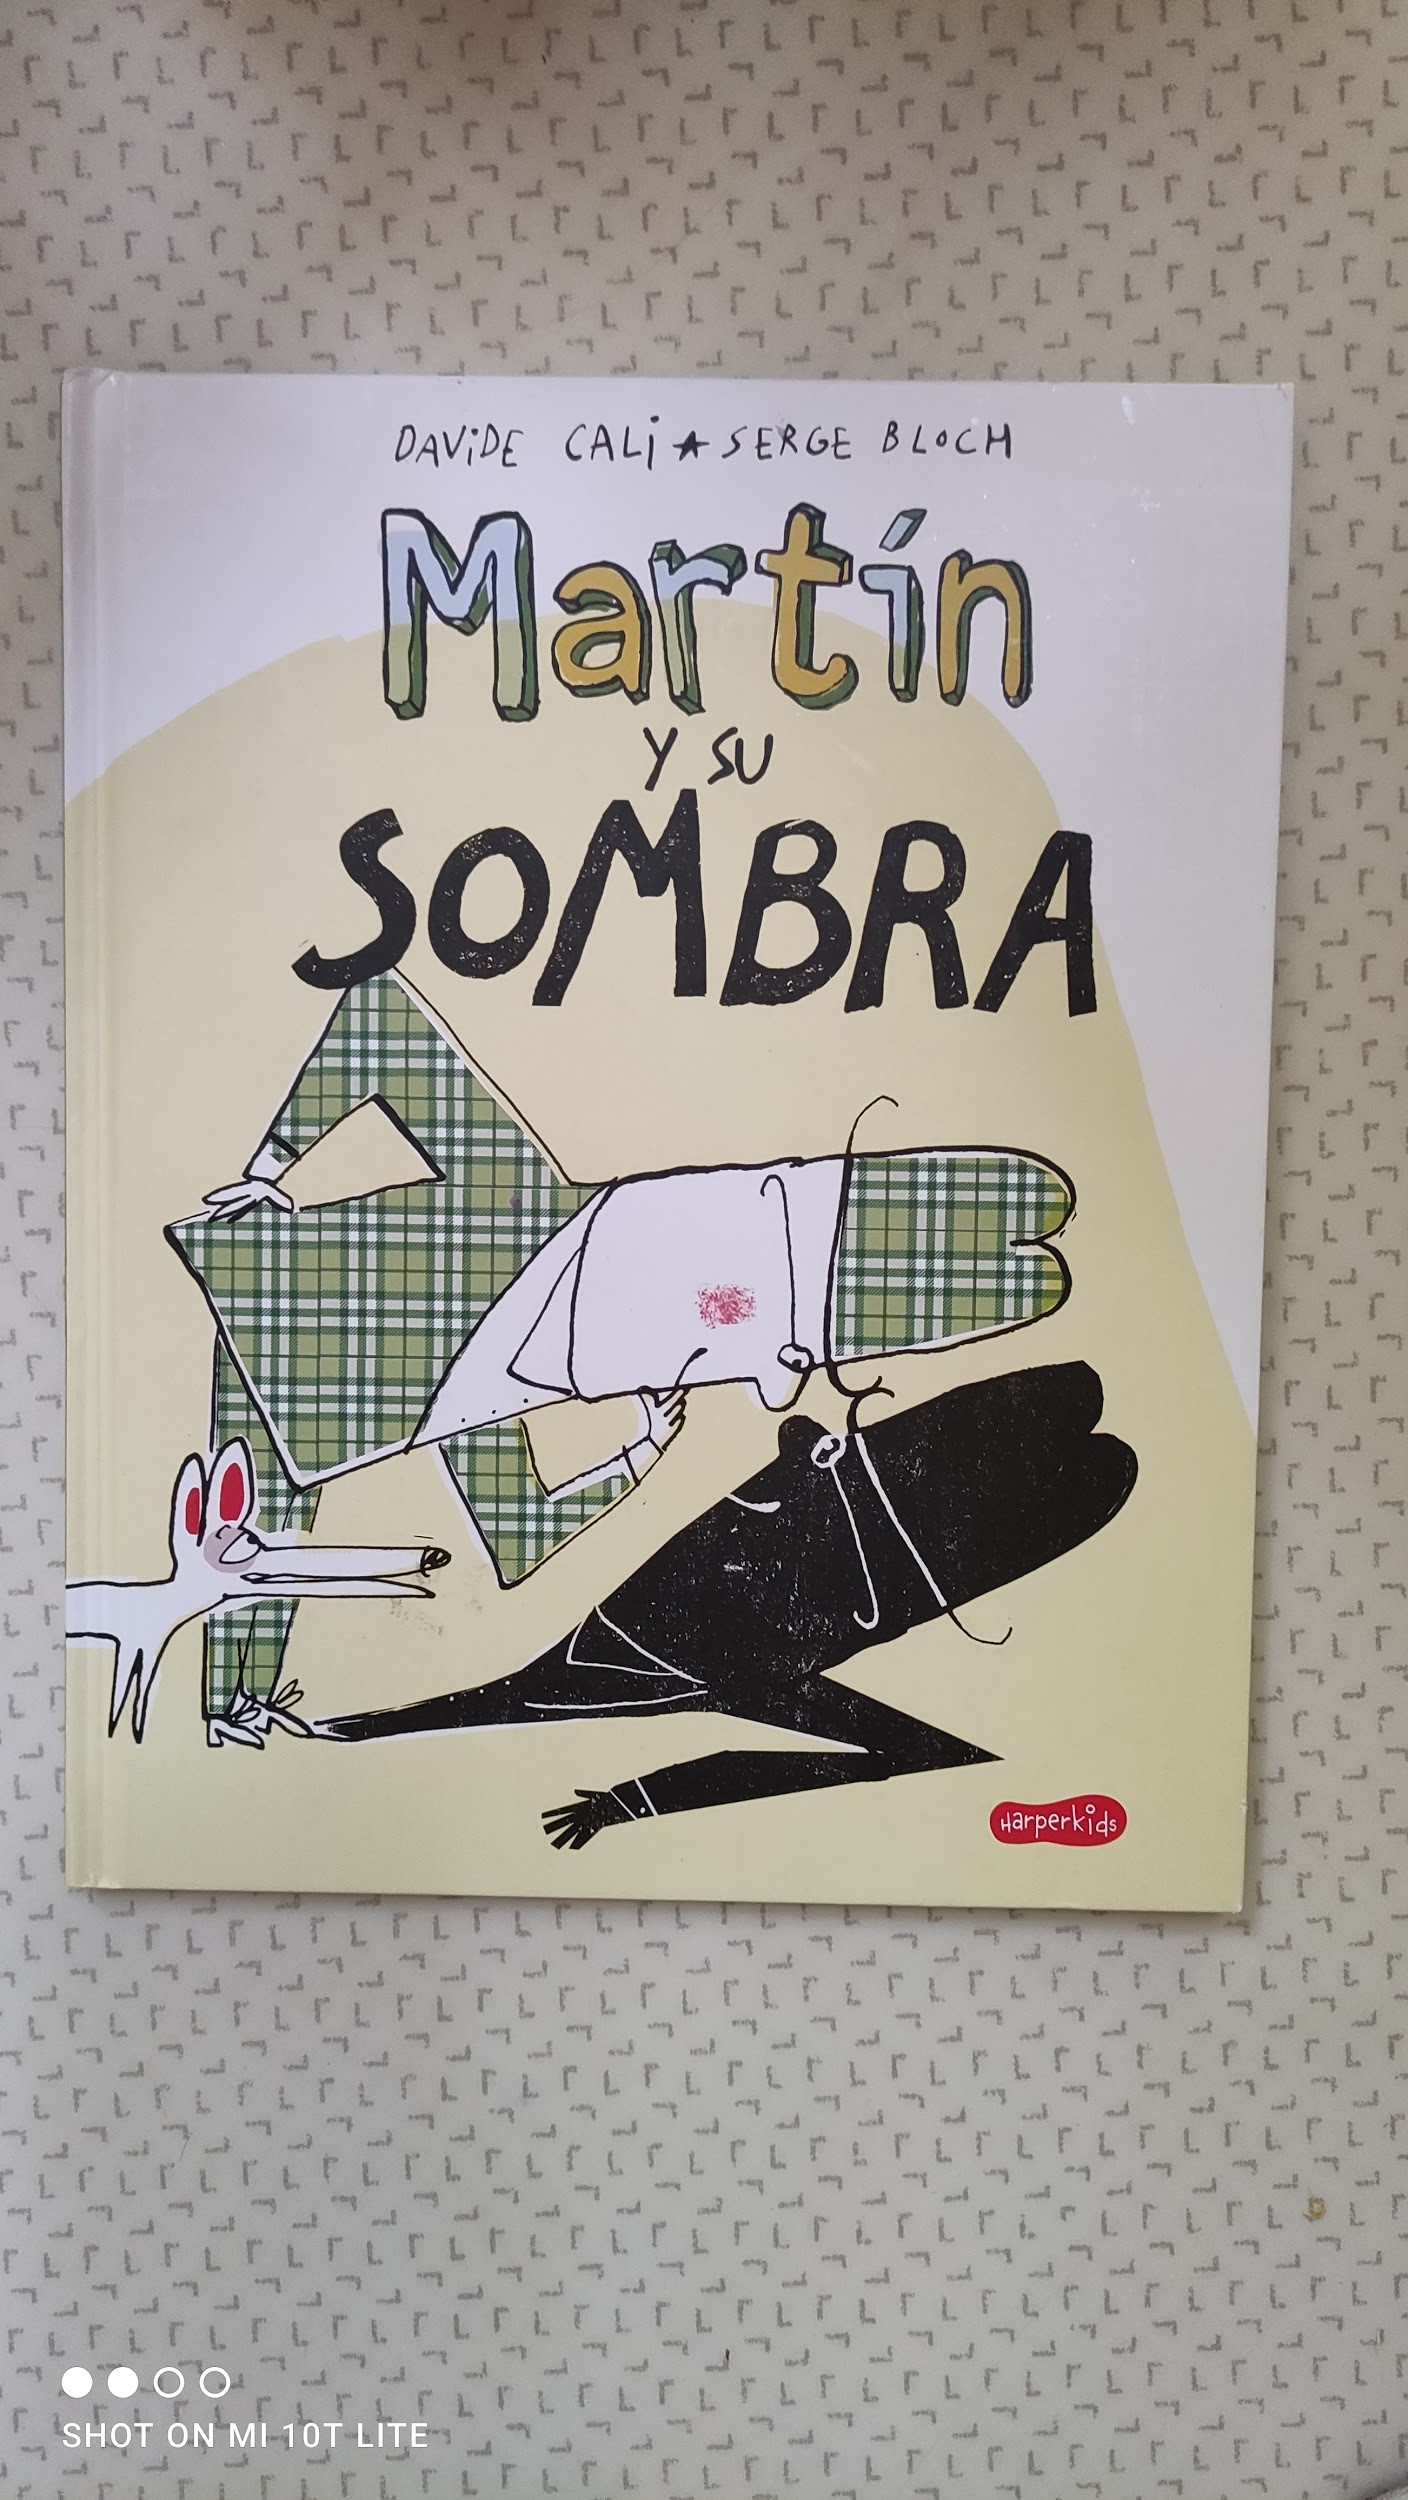 DAViDE CALi ★ SERGE BLOCH
Martín
y su
SOMBRA
Harperkids
SHOT ON MI 10T LITE